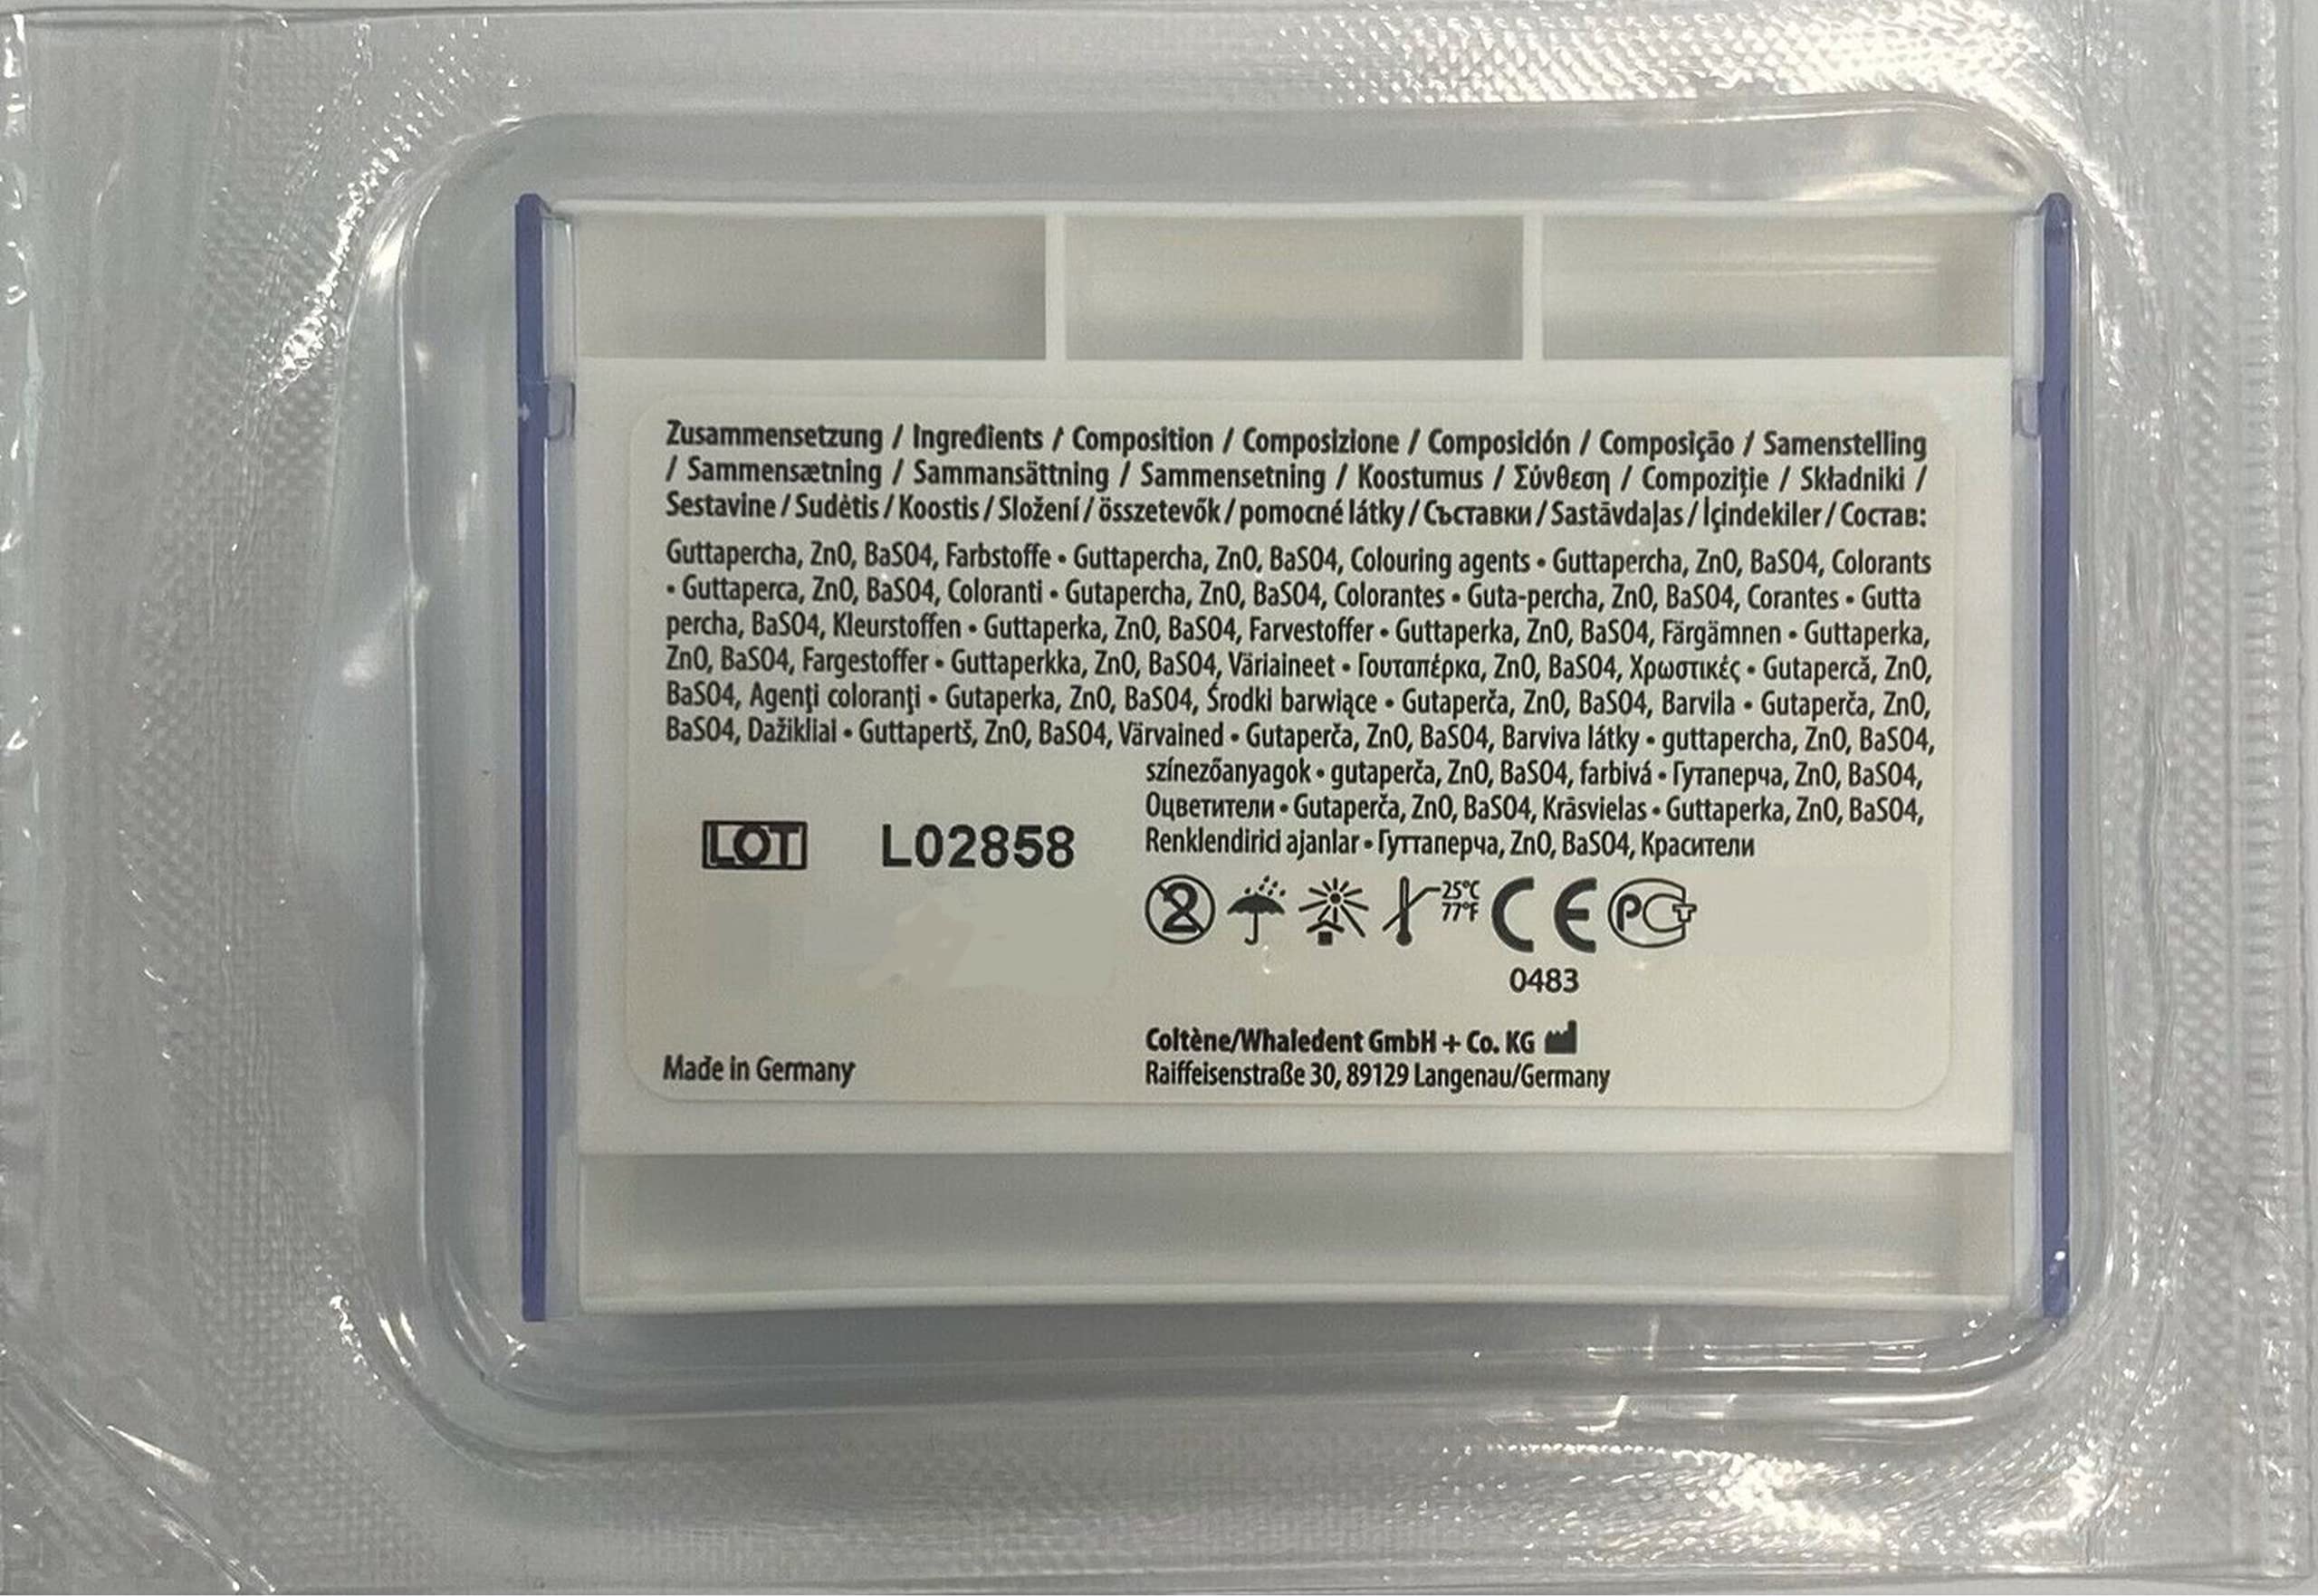 Zusammensetzung / Ingredients / Composition / Composizione / Composición / Composição / Samenstelling
/ Sammensætning / Sammansättning / Sammensetning / Koostumus / Σύνθεση / Compoziţie / Składniki /
Sestavine / Sudėtis / Koostis / Složení / összetevők / pomocné látky / Съставки / Sastāvdaļas / İçindekiler / Состав:
Guttapercha, ZnO, BaSO4, Farbstoffe • Guttapercha, ZnO, BaSO4, Colouring agents • Guttapercha, ZnO, BaSO4, Colorants
• Guttaperca, ZnO, BaSO4, Coloranti • Gutapercha, ZnO, BaSO4, Colorantes • Guta-percha, ZnO, BaSO4, Corantes • Gutta
percha, BaSO4, Kleurstoffen • Guttaperka, ZnO, BaSO4, Farvestoffer • Guttaperka, ZnO, BaSO4, Färgämnen • Guttaperka,
ZnO, BaSO4, Fargestoffer • Guttaperkka, ZnO, BaSO4, Väriaineet • Γουταπέρκα, ZnO, BaSO4, Χρωστικές • Gutapercă, ZnO,
BaSO4, Agenţi coloranţi • Gutaperka, ZnO, BaSO4, Środki barwiące • Gutaperča, ZnO, BaSO4, Barvila • Gutaperča, ZnO,
BaSO4, Dažikliai • Guttapertš, ZnO, BaSO4, Värvained • Gutaperča, ZnO, BaSO4, Barviva látky • guttapercha, ZnO, BaSO4,
színezőanyagok • gutaperča, ZnO, BaSO4, farbivá • Гутаперча, ZnO, BaSO4,
Оцветители • Gutaperča, ZnO, BaSO4, Krāsvielas • Guttaperka, ZnO, BaSO4,
Renklendirici ajanlar • Гуттаперча, ZnO, BaSO4, Красители
LOT L02858
2 25°C 77°F CE РСТ
0483
Coltène/Whaledent GmbH + Co. KG
Raiffeisenstraße 30, 89129 Langenau/Germany
Made in Germany